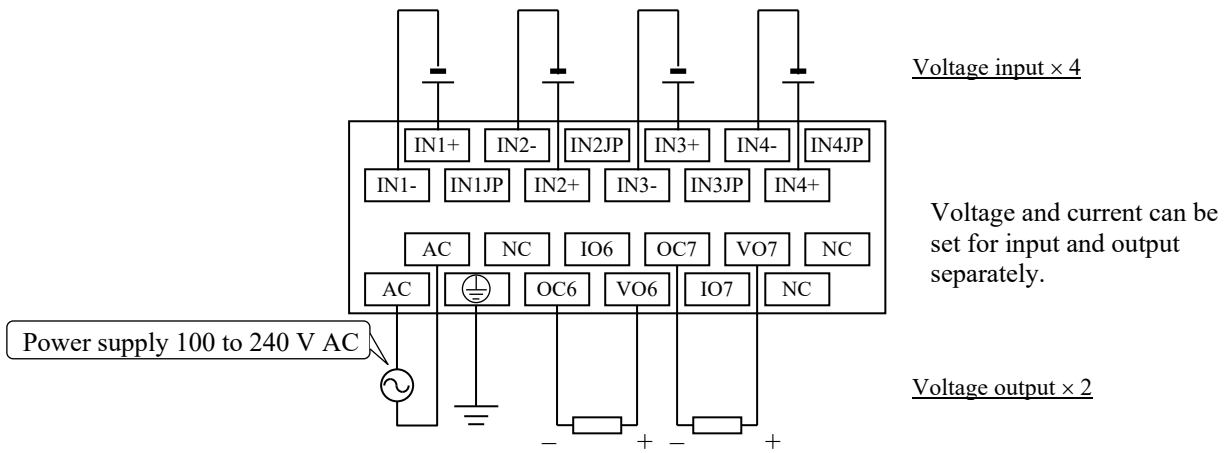 Voltage input × 4
IN1+ IN2- IN2JP IN3+ IN4- IN4JP
IN1- IN1JP IN2+ IN3- IN3JP IN4+
Voltage and current can be
set for input and output
separately.
AC NC IO6 OC7 VO7 NC
AC OC6 VO6 IO7 NC
Power supply 100 to 240 V AC
Voltage output × 2
– + – +